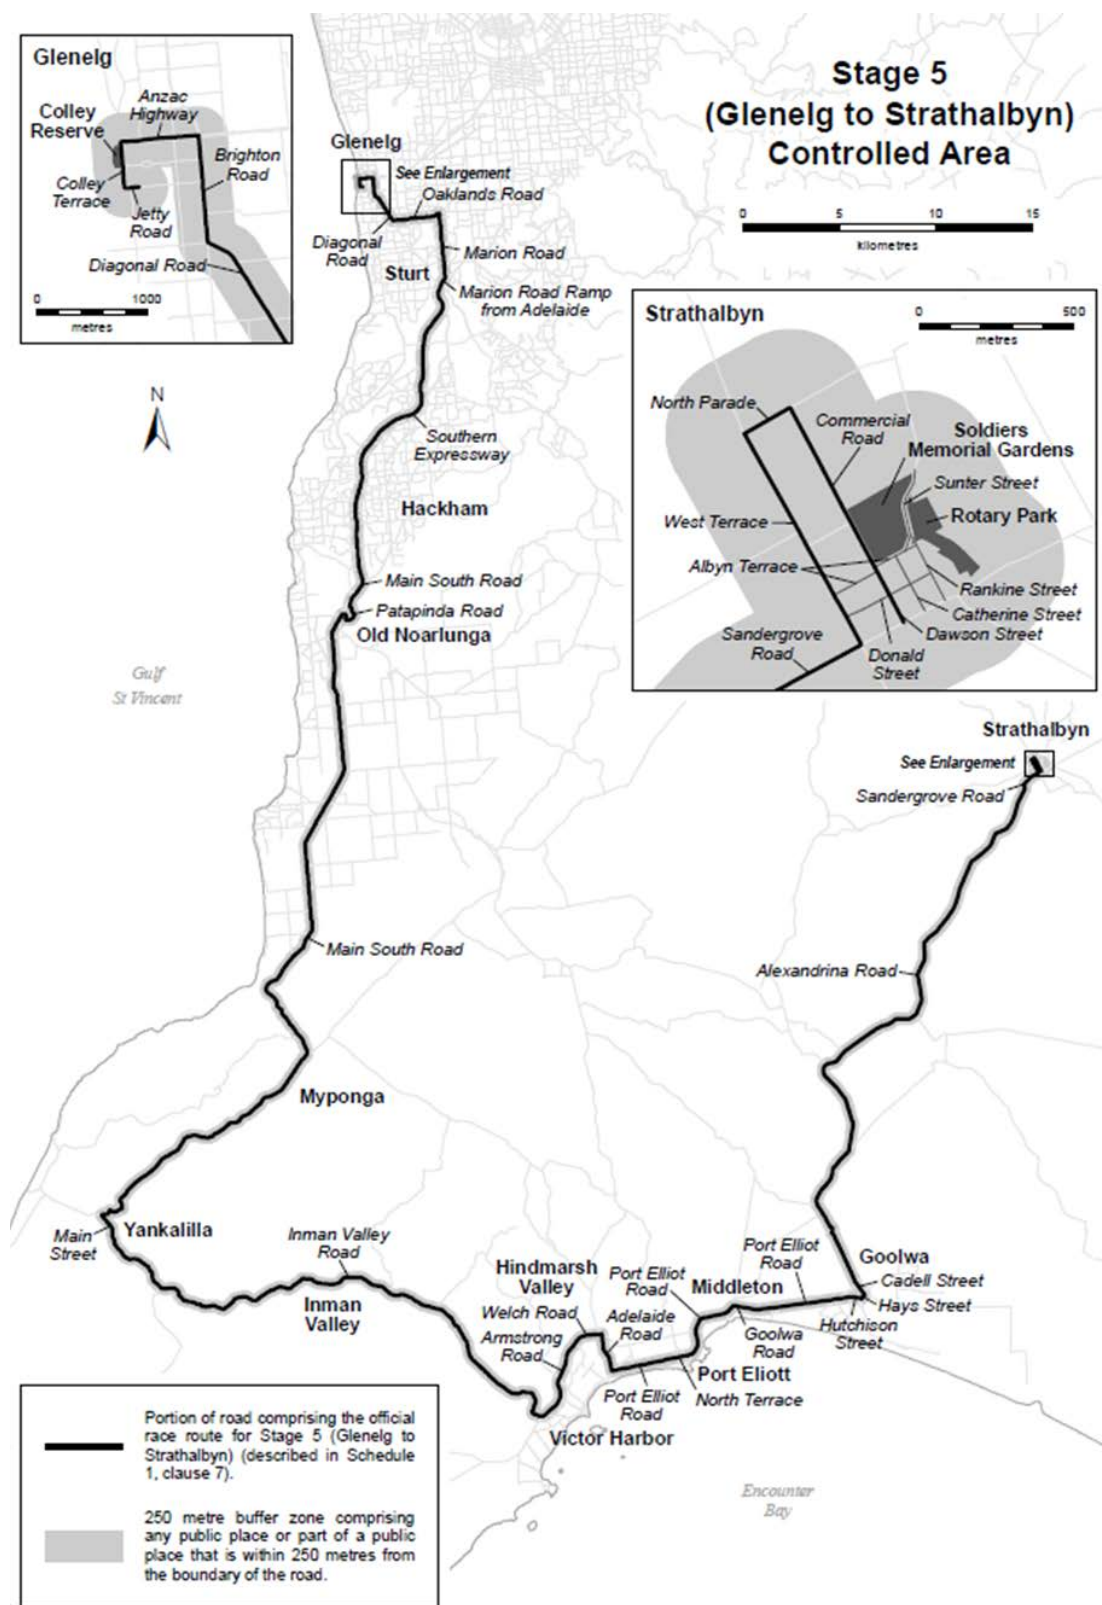 Stage 5
(Glenelg to Strathalbyn)
Controlled Area
0 5 10 15
kilometres
Glenelg
Anzac
Highway
Colley
Reserve
Brighton
Road
Colley
Terrace
Jetty
Road
Diagonal Road
0 1000
metres
N
Glenelg
See Enlargement
Oaklands Road
Diagonal
Road
Marion Road
Sturt
Marion Road Ramp
from Adelaide
Southern
Expressway
Hackham
Main South Road
Patapinda Road
Old Noarlunga
Gulf
St Vincent
Strathalbyn
0 500
metres
North Parade
Commercial
Road
Soldiers
Memorial Gardens
Sunter Street
West Terrace
Rotary Park
Albyn Terrace
Rankine Street
Catherine Street
Sandergrove
Road
Dawson Street
Donald
Street
Strathalbyn
See Enlargement
Sandergrove Road
Main South Road
Alexandrina Road
Myponga
Main
Street
Yankalilla
Inman Valley
Road
Inman
Valley
Hindmarsh
Valley
Port Elliot
Road
Middleton
Port Elliot
Road
Goolwa
Cadell Street
Hays Street
Hutchison
Street
Welch Road
Adelaide
Road
Armstrong
Road
Goolwa
Road
Port Eliott
North Terrace
Port Elliot
Road
Victor Harbor
Encounter
Bay
Portion of road comprising the official
race route for Stage 5 (Glenelg to
Strathalbyn) (described in Schedule
1, clause 7).
250 metre buffer zone comprising
any public place or part of a public
place that is within 250 metres from
the boundary of the road.